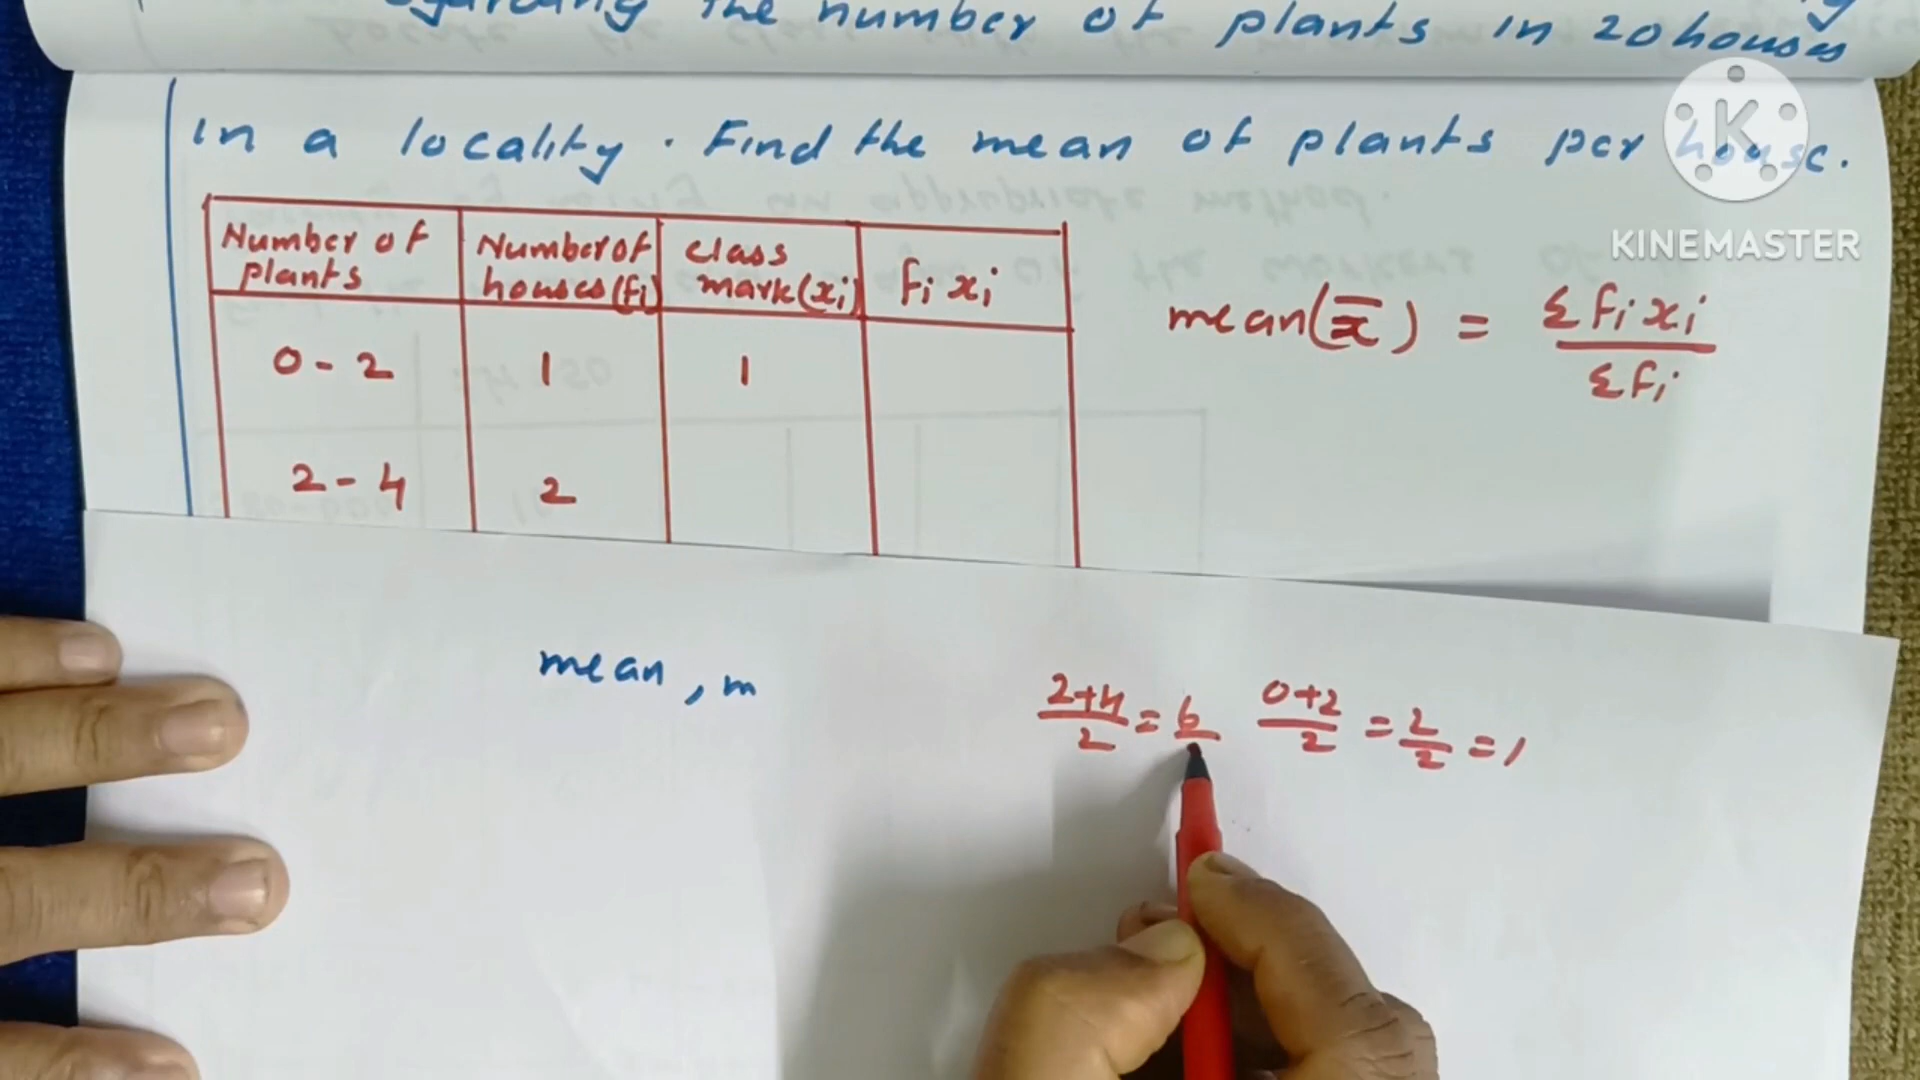 the number of plants in 20 houses
in a locality. Find the mean of plants per house.
Number of plants | Number of houses (fi) | class mark (xi) | fi xi
0 - 2 | 1 | 1
2 - 4 | 2
mean(x̄) = Σfixi / Σfi
mean, m
2+4/2 = 6/ 0+2/2 = 2/2 = 1
K
KINEMASTER